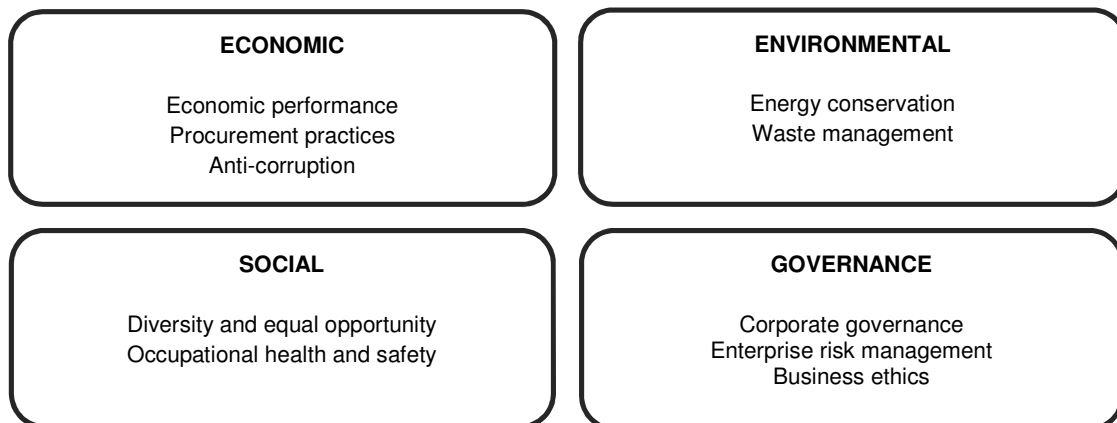 ECONOMIC
Economic performance
Procurement practices
Anti-corruption
ENVIRONMENTAL
Energy conservation
Waste management
SOCIAL
Diversity and equal opportunity
Occupational health and safety
GOVERNANCE
Corporate governance
Enterprise risk management
Business ethics